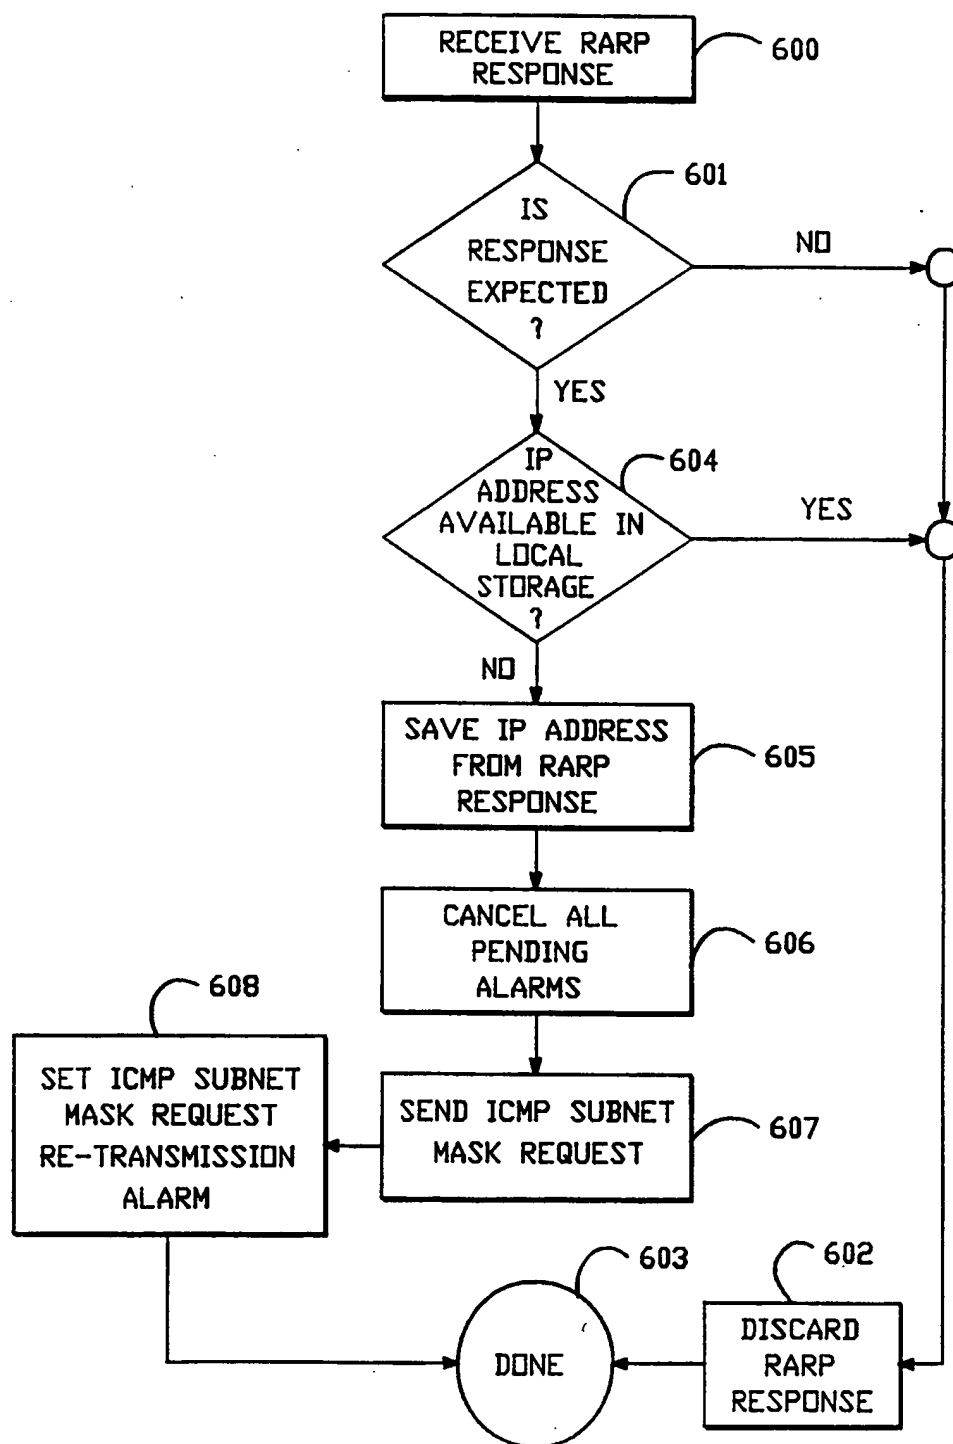 RECEIVE RARP
RESPONSE
600
601
IS
RESPONSE
EXPECTED
?
NO
YES
604
IP
ADDRESS
AVAILABLE IN
LOCAL
STORAGE
?
YES
NO
SAVE IP ADDRESS
FROM RARP
RESPONSE
605
CANCEL ALL
PENDING
ALARMS
606
608
SET ICMP SUBNET
MASK REQUEST
RE-TRANSMISSION
ALARM
SEND ICMP SUBNET
MASK REQUEST
607
603
DONE
602
DISCARD
RARP
RESPONSE